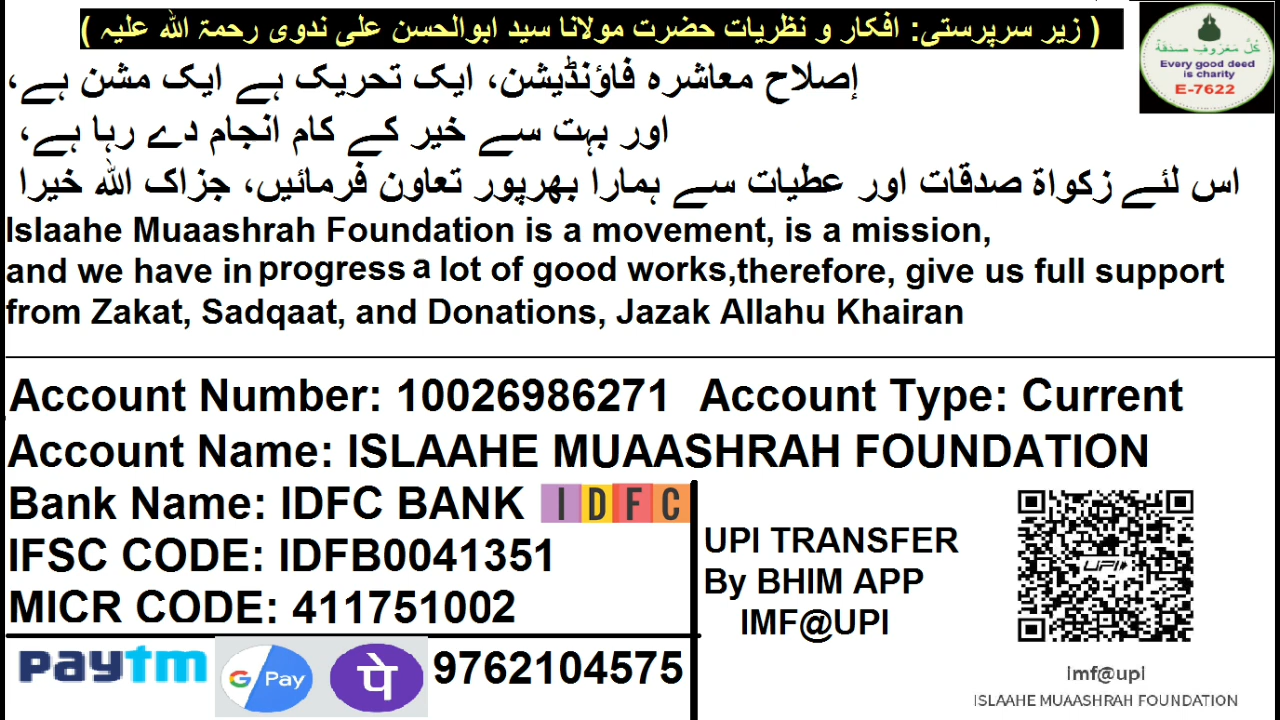 ( زیر سرپرستی: افکار و نظریات حضرت مولانا سید ابوالحسن علی ندوی رحمۃ اللہ علیہ )
كُلُّ مَعْرُوفٍ صَدَقَةٌ
Every good deed
is charity
E-7622
إصلاح معاشرہ فاؤنڈیشن، ایک تحریک ہے ایک مشن ہے،
اور بہت سے خیر کے کام انجام دے رہا ہے،
اس لئے زکواۃ صدقات اور عطیات سے ہمارا بھرپور تعاون فرمائیں، جزاک اللہ خیرا
Islaahe Muaashrah Foundation is a movement, is a mission,
and we have in progress a lot of good works,therefore, give us full support
from Zakat, Sadqaat, and Donations, Jazak Allahu Khairan
Account Number: 10026986271 Account Type: Current
Account Name: ISLAAHE MUAASHRAH FOUNDATION
Bank Name: IDFC BANK IDFC
IFSC CODE: IDFB0041351
MICR CODE: 411751002
UPI TRANSFER
By BHIM APP
IMF@UPI
UPI
paytm G Pay पे 9762104575
imf@upi
ISLAAHE MUAASHRAH FOUNDATION